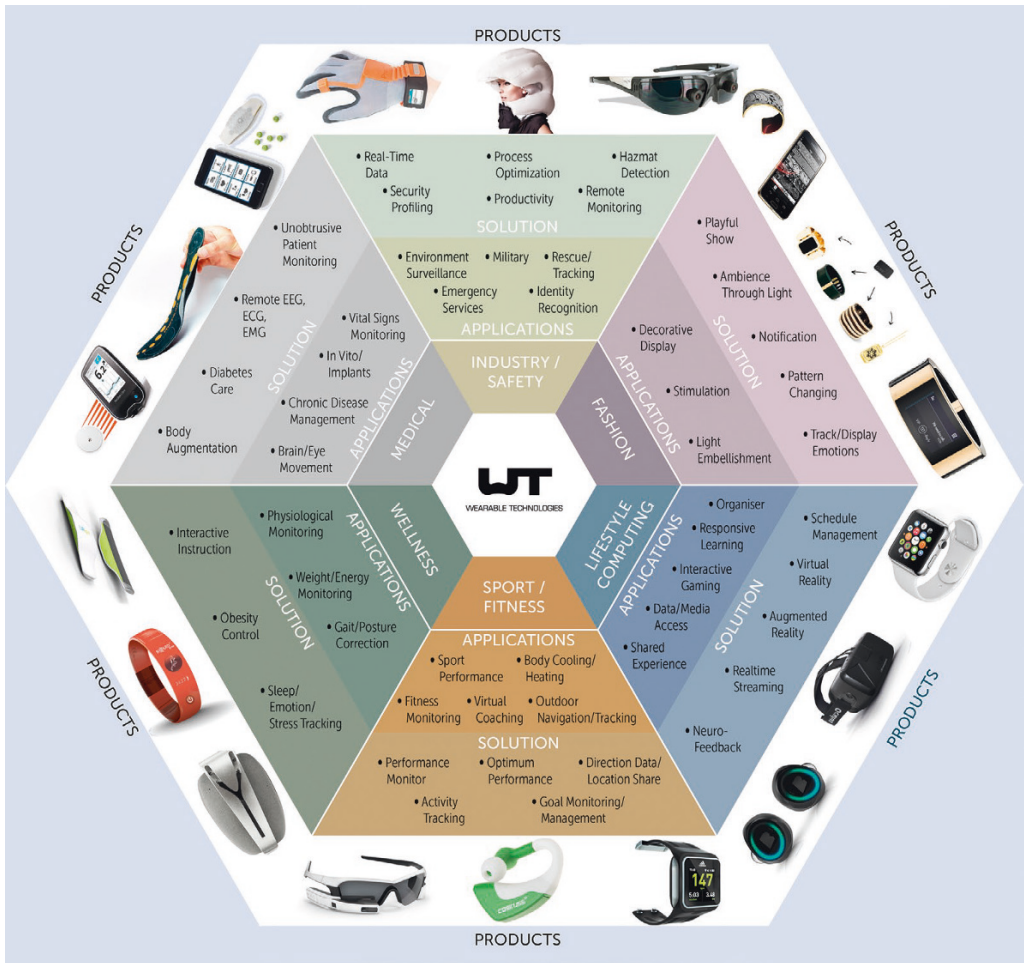 PRODUCTS
• Real-Time
Data
• Process
Optimization
• Hazmat
Detection
• Security
Profiling
• Productivity
• Remote
Monitoring
SOLUTION
• Environment
Surveillance
• Military
• Rescue/
Tracking
• Emergency
Services
• Identity
Recognition
APPLICATIONS
INDUSTRY /
SAFETY
PRODUCTS
• Playful
Show
• Ambience
Through Light
• Notification
• Pattern
Changing
• Track/Display
Emotions
SOLUTION
• Decorative
Display
• Stimulation
• Light
Embellishment
APPLICATIONS
FASHION
PRODUCTS
• Schedule
Management
• Virtual
Reality
• Augmented
Reality
• Realtime
Streaming
• Neuro-
Feedback
SOLUTION
• Organiser
• Responsive
Learning
• Interactive
Gaming
• Data/Media
Access
• Shared
Experience
APPLICATIONS
LIFESTYLE
COMPUTING
SPORT /
FITNESS
APPLICATIONS
• Sport
Performance
• Body Cooling/
Heating
• Fitness
Monitoring
• Virtual
Coaching
• Outdoor
Navigation/Tracking
SOLUTION
• Performance
Monitor
• Optimum
Performance
• Direction Data/
Location Share
• Activity
Tracking
• Goal Monitoring/
Management
adidas
147
PRODUCTS
PRODUCTS
• Interactive
Instruction
• Obesity
Control
• Sleep/
Emotion/
Stress Tracking
SOLUTION
• Physiological
Monitoring
• Weight/Energy
Monitoring
• Gait/Posture
Correction
APPLICATIONS
WELLNESS
PRODUCTS
6.2
• Unobtrusive
Patient
Monitoring
• Remote EEG,
ECG,
EMG
• Diabetes
Care
• Body
Augmentation
SOLUTION
• Vital Signs
Monitoring
• In Vito/
Implants
• Chronic Disease
Management
• Brain/Eye
Movement
APPLICATIONS
MEDICAL
WT
WEARABLE TECHNOLOGIES